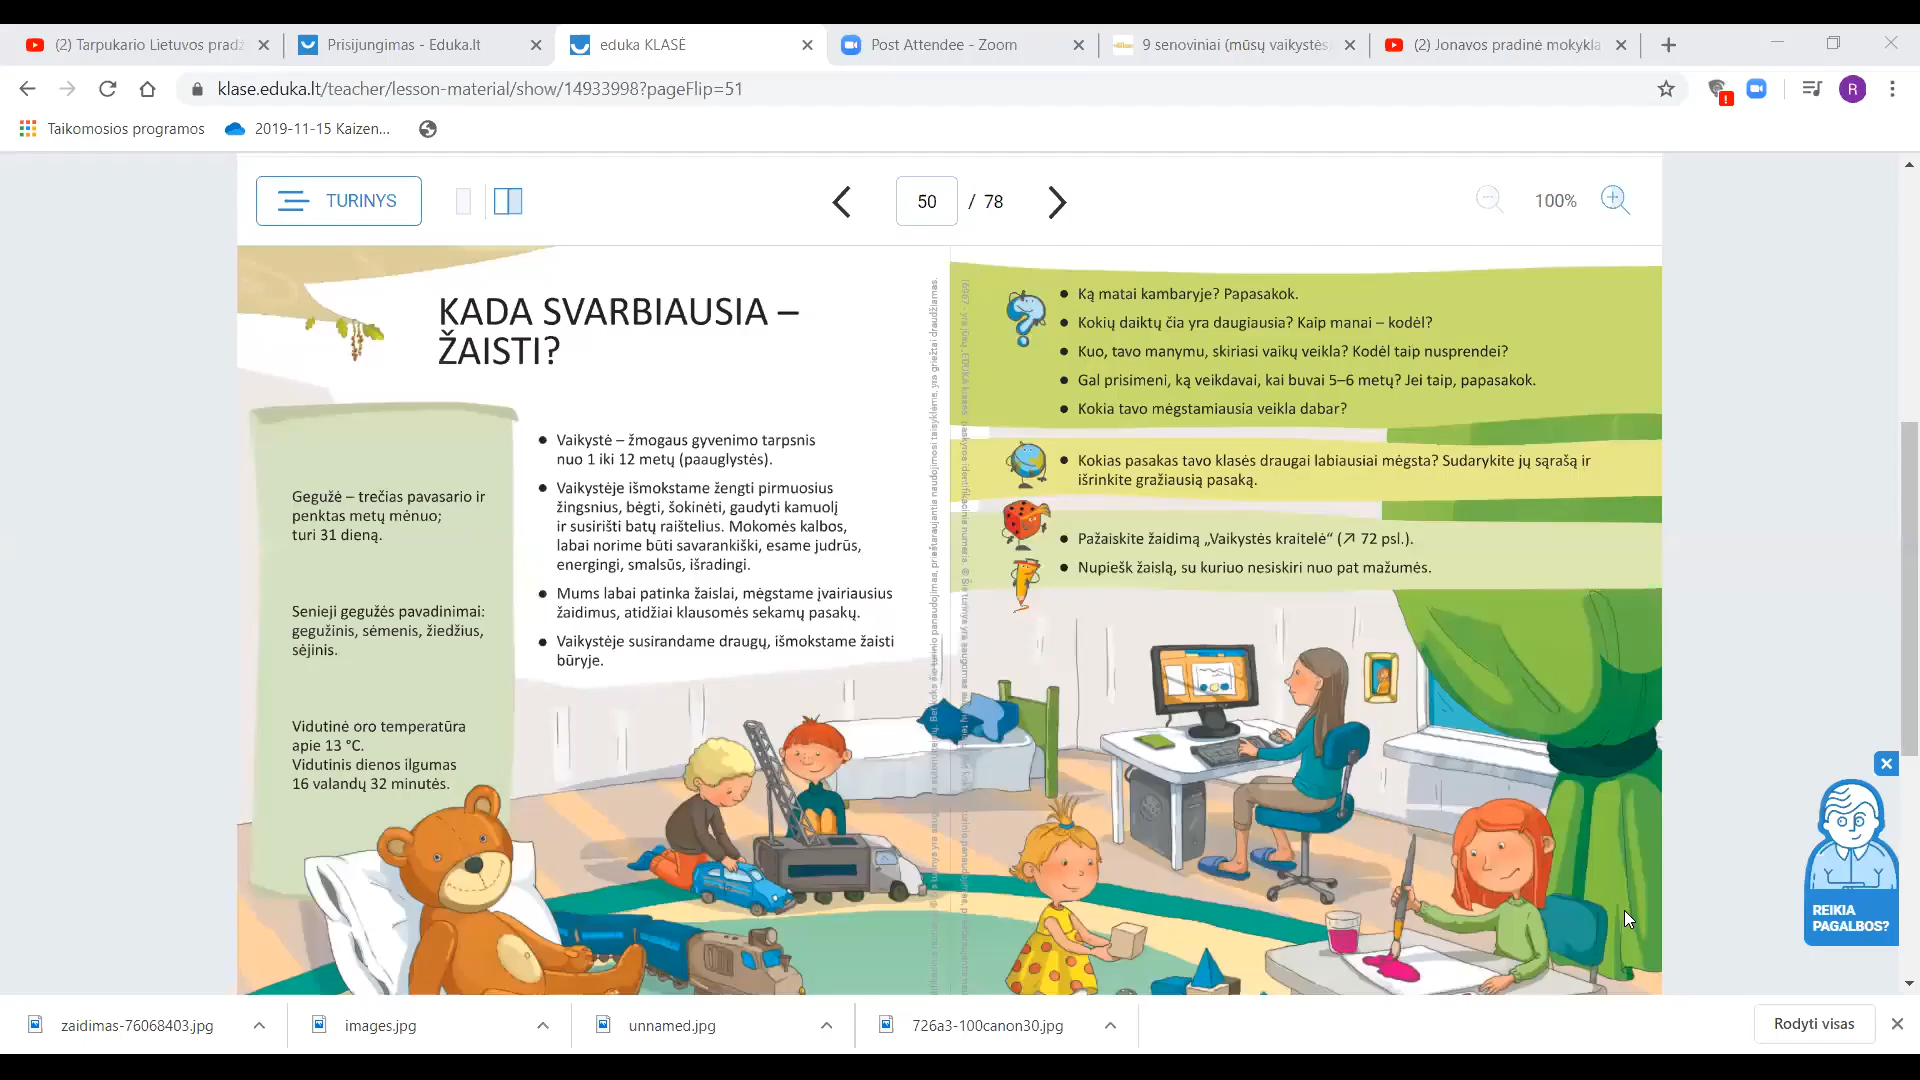 (2) Tarpukario Lietuvos pradž
Prisijungimas - Eduka.lt
eduka KLASĖ
Post Attendee - Zoom
9 senoviniai (mūsų vaikystės
(2) Jonavos pradinė mokykla
klase.eduka.lt/teacher/lesson-material/show/14933998?pageFlip=51
R
Taikomosios programos
2019-11-15 Kaizen...
TURINYS
50 / 78
100%
KADA SVARBIAUSIA –
ŽAISTI?
Gegužė – trečias pavasario ir
penktas metų mėnuo;
turi 31 dieną.
Senieji gegužės pavadinimai:
gegužinis, sėmenis, žiedžius,
sėjinis.
Vidutinė oro temperatūra
apie 13 °C.
Vidutinis dienos ilgumas
16 valandų 32 minutės.
• Vaikystė – žmogaus gyvenimo tarpsnis
nuo 1 iki 12 metų (paauglystės).
• Vaikystėje išmokstame žengti pirmuosius
žingsnius, bėgti, šokinėti, gaudyti kamuolį
ir susirišti batų raištelius. Mokomės kalbos,
labai norime būti savarankiški, esame judrūs,
energingi, smalsūs, išradingi.
• Mums labai patinka žaislai, mėgstame įvairiausius
žaidimus, atidžiai klausomės sekamų pasakų.
• Vaikystėje susirandame draugų, išmokstame žaisti
būryje.
• Ką matai kambaryje? Papasakok.
• Kokių daiktų čia yra daugiausia? Kaip manai – kodėl?
• Kuo, tavo manymu, skiriasi vaikų veikla? Kodėl taip nusprendei?
• Gal prisimeni, ką veikdavai, kai buvai 5–6 metų? Jei taip, papasakok.
• Kokia tavo mėgstamiausia veikla dabar?
• Kokias pasakas tavo klasės draugai labiausiai mėgsta? Sudarykite jų sąrašą ir
išrinkite gražiausią pasaką.
• Pažaiskite žaidimą „Vaikystės kraitelė“ (↗ 72 psl.).
• Nupiešk žaislą, su kuriuo nesiskiri nuo pat mažumės.
REIKIA
PAGALBOS?
zaidimas-76068403.jpg
images.jpg
unnamed.jpg
726a3-100canon30.jpg
Rodyti visas